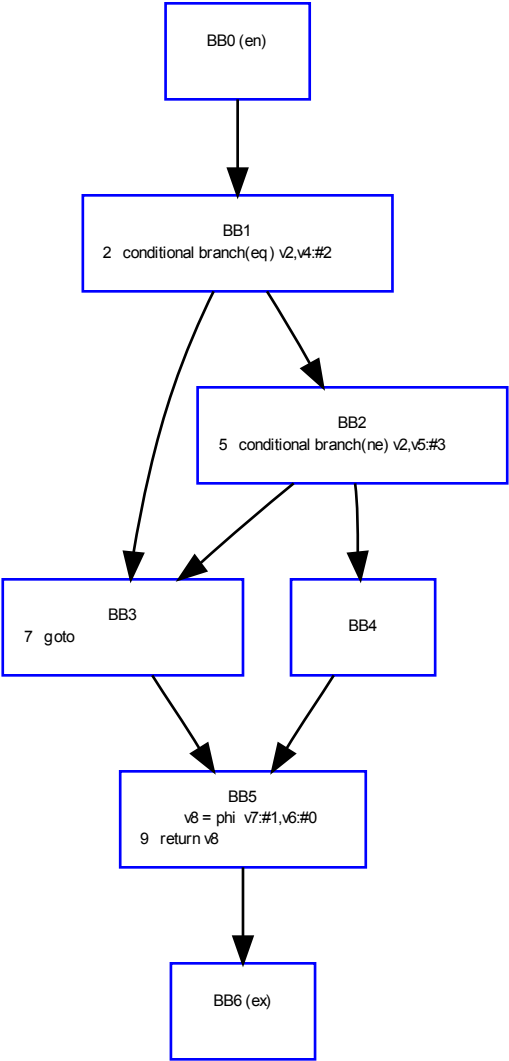 BB0 (en)
BB1
2 conditional branch(eq) v2,v4:#2
BB2
5 conditional branch(ne) v2,v5:#3
BB3
7 goto
BB4
BB5
v8 = phi v7:#1,v6:#0
9 return v8
BB6 (ex)